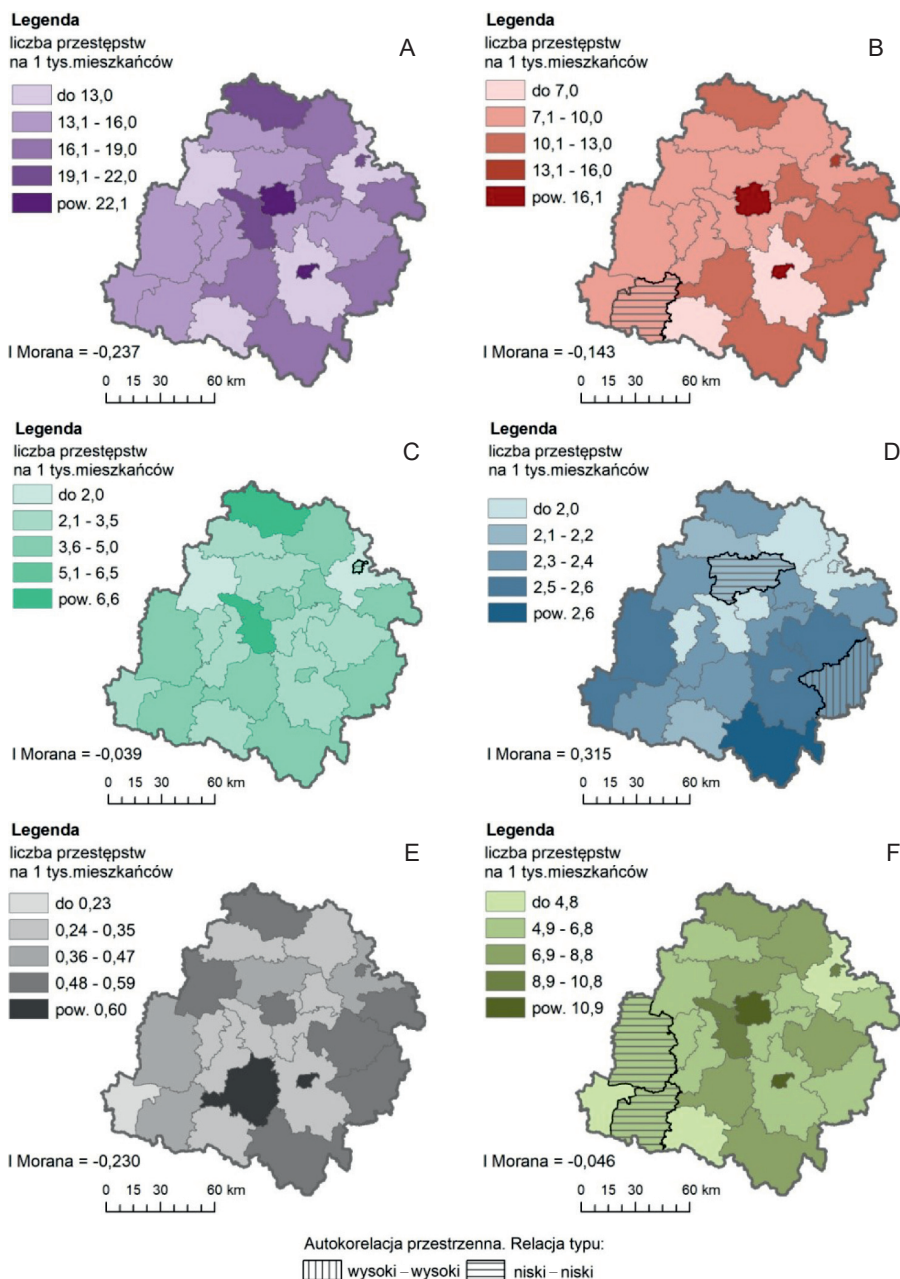 Legenda
liczba przestępstw
na 1 tys.mieszkańców
A
do 13,0
13,1 – 16,0
16,1 – 19,0
19,1 – 22,0
pow. 22,1
I Morana = -0,237
0 15 30 60 km
Legenda
liczba przestępstw
na 1 tys.mieszkańców
B
do 7,0
7,1 – 10,0
10,1 – 13,0
13,1 – 16,0
pow. 16,1
I Morana = -0,143
0 15 30 60 km
Legenda
liczba przestępstw
na 1 tys.mieszkańców
C
do 2,0
2,1 – 3,5
3,6 – 5,0
5,1 – 6,5
pow. 6,6
I Morana = -0,039
0 15 30 60 km
Legenda
liczba przestępstw
na 1 tys.mieszkańców
D
do 2,0
2,1 – 2,2
2,3 – 2,4
2,5 – 2,6
pow. 2,6
I Morana = 0,315
0 15 30 60 km
Legenda
liczba przestępstw
na 1 tys.mieszkańców
E
do 0,23
0,24 – 0,35
0,36 – 0,47
0,48 – 0,59
pow. 0,60
I Morana = -0,230
0 15 30 60 km
Legenda
liczba przestępstw
na 1 tys.mieszkańców
F
do 4,8
4,9 – 6,8
6,9 – 8,8
8,9 – 10,8
pow. 10,9
I Morana = -0,046
0 15 30 60 km
Autokorelacja przestrzenna. Relacja typu:
wysoki – wysoki niski – niski